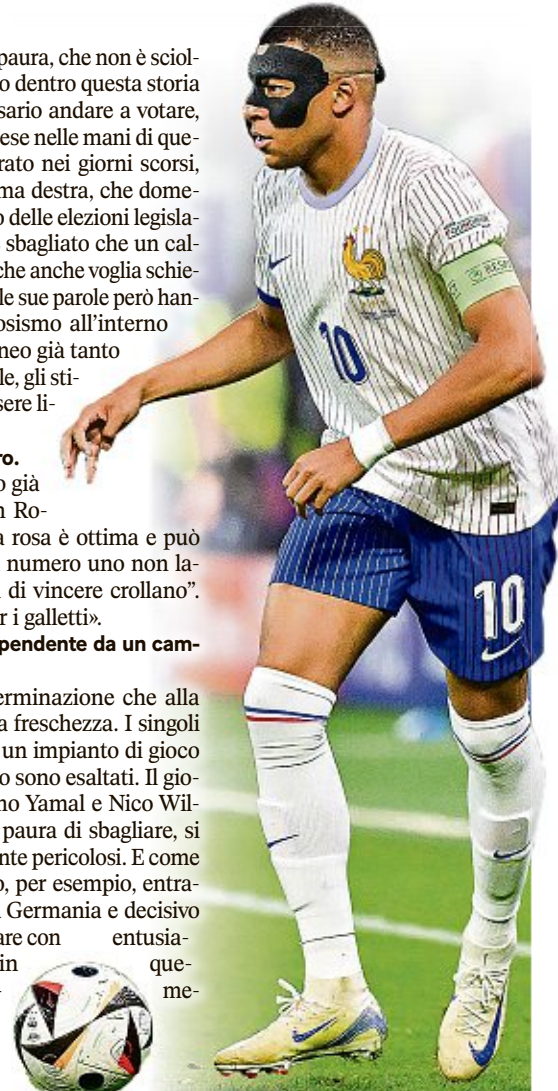 paura, che non è sciol-
o dentro questa storia
sario andare a votare,
ese nelle mani di que-
rato nei giorni scorsi,
ma destra, che dome-
o delle elezioni legisla-
sbagliato che un cal-
che anche voglia schie-
le sue parole però han-
osismo all'interno
neo già tanto
le, gli sti-
sere li-
ro.
o già
n Ro-
a rosa è ottima e può
numero uno non la-
di vincere crollano”.
r i galletti».
pendente da un cam-
erminazione che alla
a freschezza. I singoli
un impianto di gioco
o sono esaltati. Il gio-
no Yamal e Nico Wil-
paura di sbagliare, si
nte pericolosi. E come
o, per esempio, entra-
Germania e decisivo
are con entusia-
in que-
me-
10
10